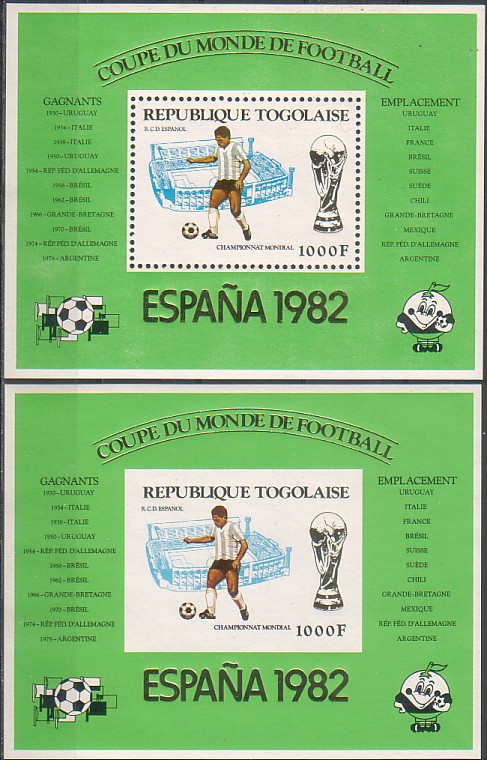 COUPE DU MONDE DE FOOTBALL
GAGNANTS
1930-URUGUAY
1934-ITALIE
1938-ITALIE
1950-URUGUAY
1954-RÉP. FÉD. D'ALLEMAGNE
1958-BRÉSIL
1962-BRÉSIL
1966-GRANDE-BRETAGNE
1970-BRÉSIL
1974-RÉP. FÉD. D'ALLEMAGNE
1978-ARGENTINE
REPUBLIQUE TOGOLAISE
R.C.D. ESPANOL
CHAMPIONNAT MONDIAL
1000F
EMPLACEMENT
URUGUAY
ITALIE
FRANCE
BRÉSIL
SUISSE
SUÈDE
CHILI
GRANDE-BRETAGNE
MEXIQUE
RÉP. FÉD. D'ALLEMAGNE
ARGENTINE
ESPAÑA 1982
COUPE DU MONDE DE FOOTBALL
GAGNANTS
1930-URUGUAY
1934-ITALIE
1938-ITALIE
1950-URUGUAY
1954-RÉP. FÉD. D'ALLEMAGNE
1958-BRÉSIL
1962-BRÉSIL
1966-GRANDE-BRETAGNE
1970-BRÉSIL
1974-RÉP. FÉD. D'ALLEMAGNE
1978-ARGENTINE
REPUBLIQUE TOGOLAISE
R.C.D. ESPANOL
CHAMPIONNAT MONDIAL
1000F
EMPLACEMENT
URUGUAY
ITALIE
FRANCE
BRÉSIL
SUISSE
SUÈDE
CHILI
GRANDE-BRETAGNE
MEXIQUE
RÉP. FÉD. D'ALLEMAGNE
ARGENTINE
ESPAÑA 1982